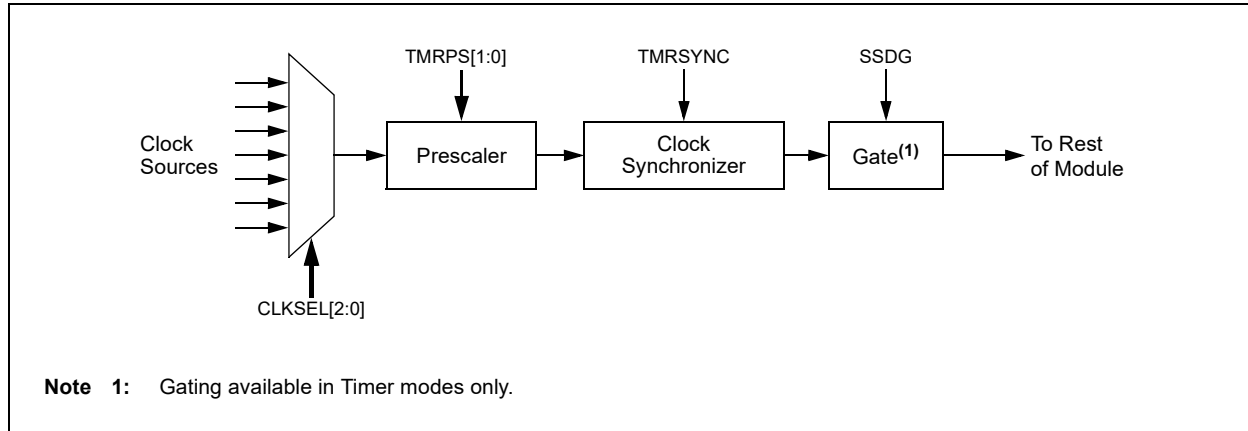 TMRPS[1:0]
TMRSYNC
SSDG
Clock
Sources
Prescaler
Clock
Synchronizer
Gate(1)
To Rest
of Module
CLKSEL[2:0]
Note 1: Gating available in Timer modes only.